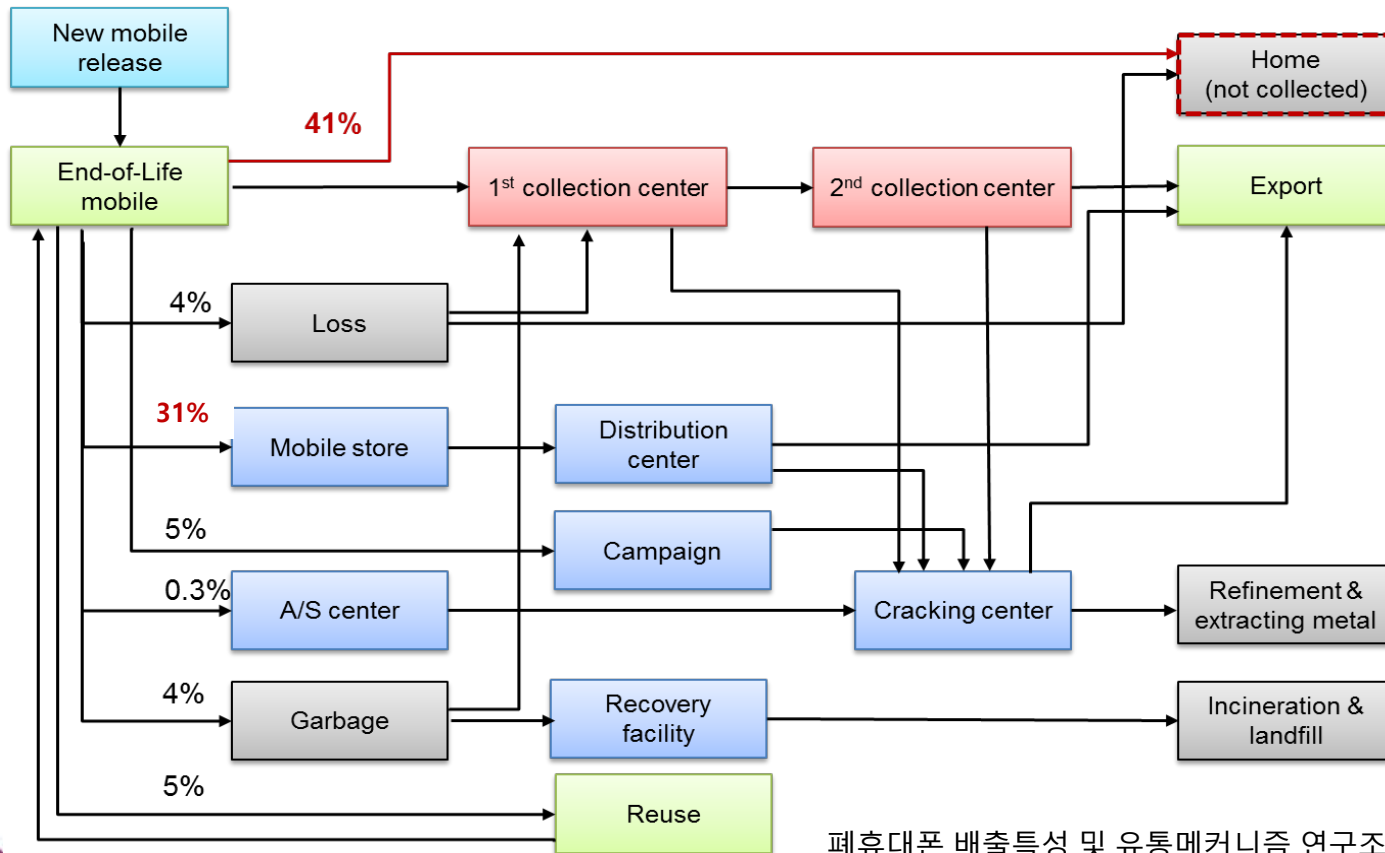 New mobile
release
Home
(not collected)
41%
End-of-Life
mobile
1st collection center
2nd collection center
Export
4%
Loss
31%
Mobile store
Distribution
center
5%
Campaign
0.3%
A/S center
Cracking center
Refinement &
extracting metal
4%
Garbage
Recovery
facility
Incineration &
landfill
5%
Reuse
폐휴대폰 배출특성 및 유통메커니즘 연구조